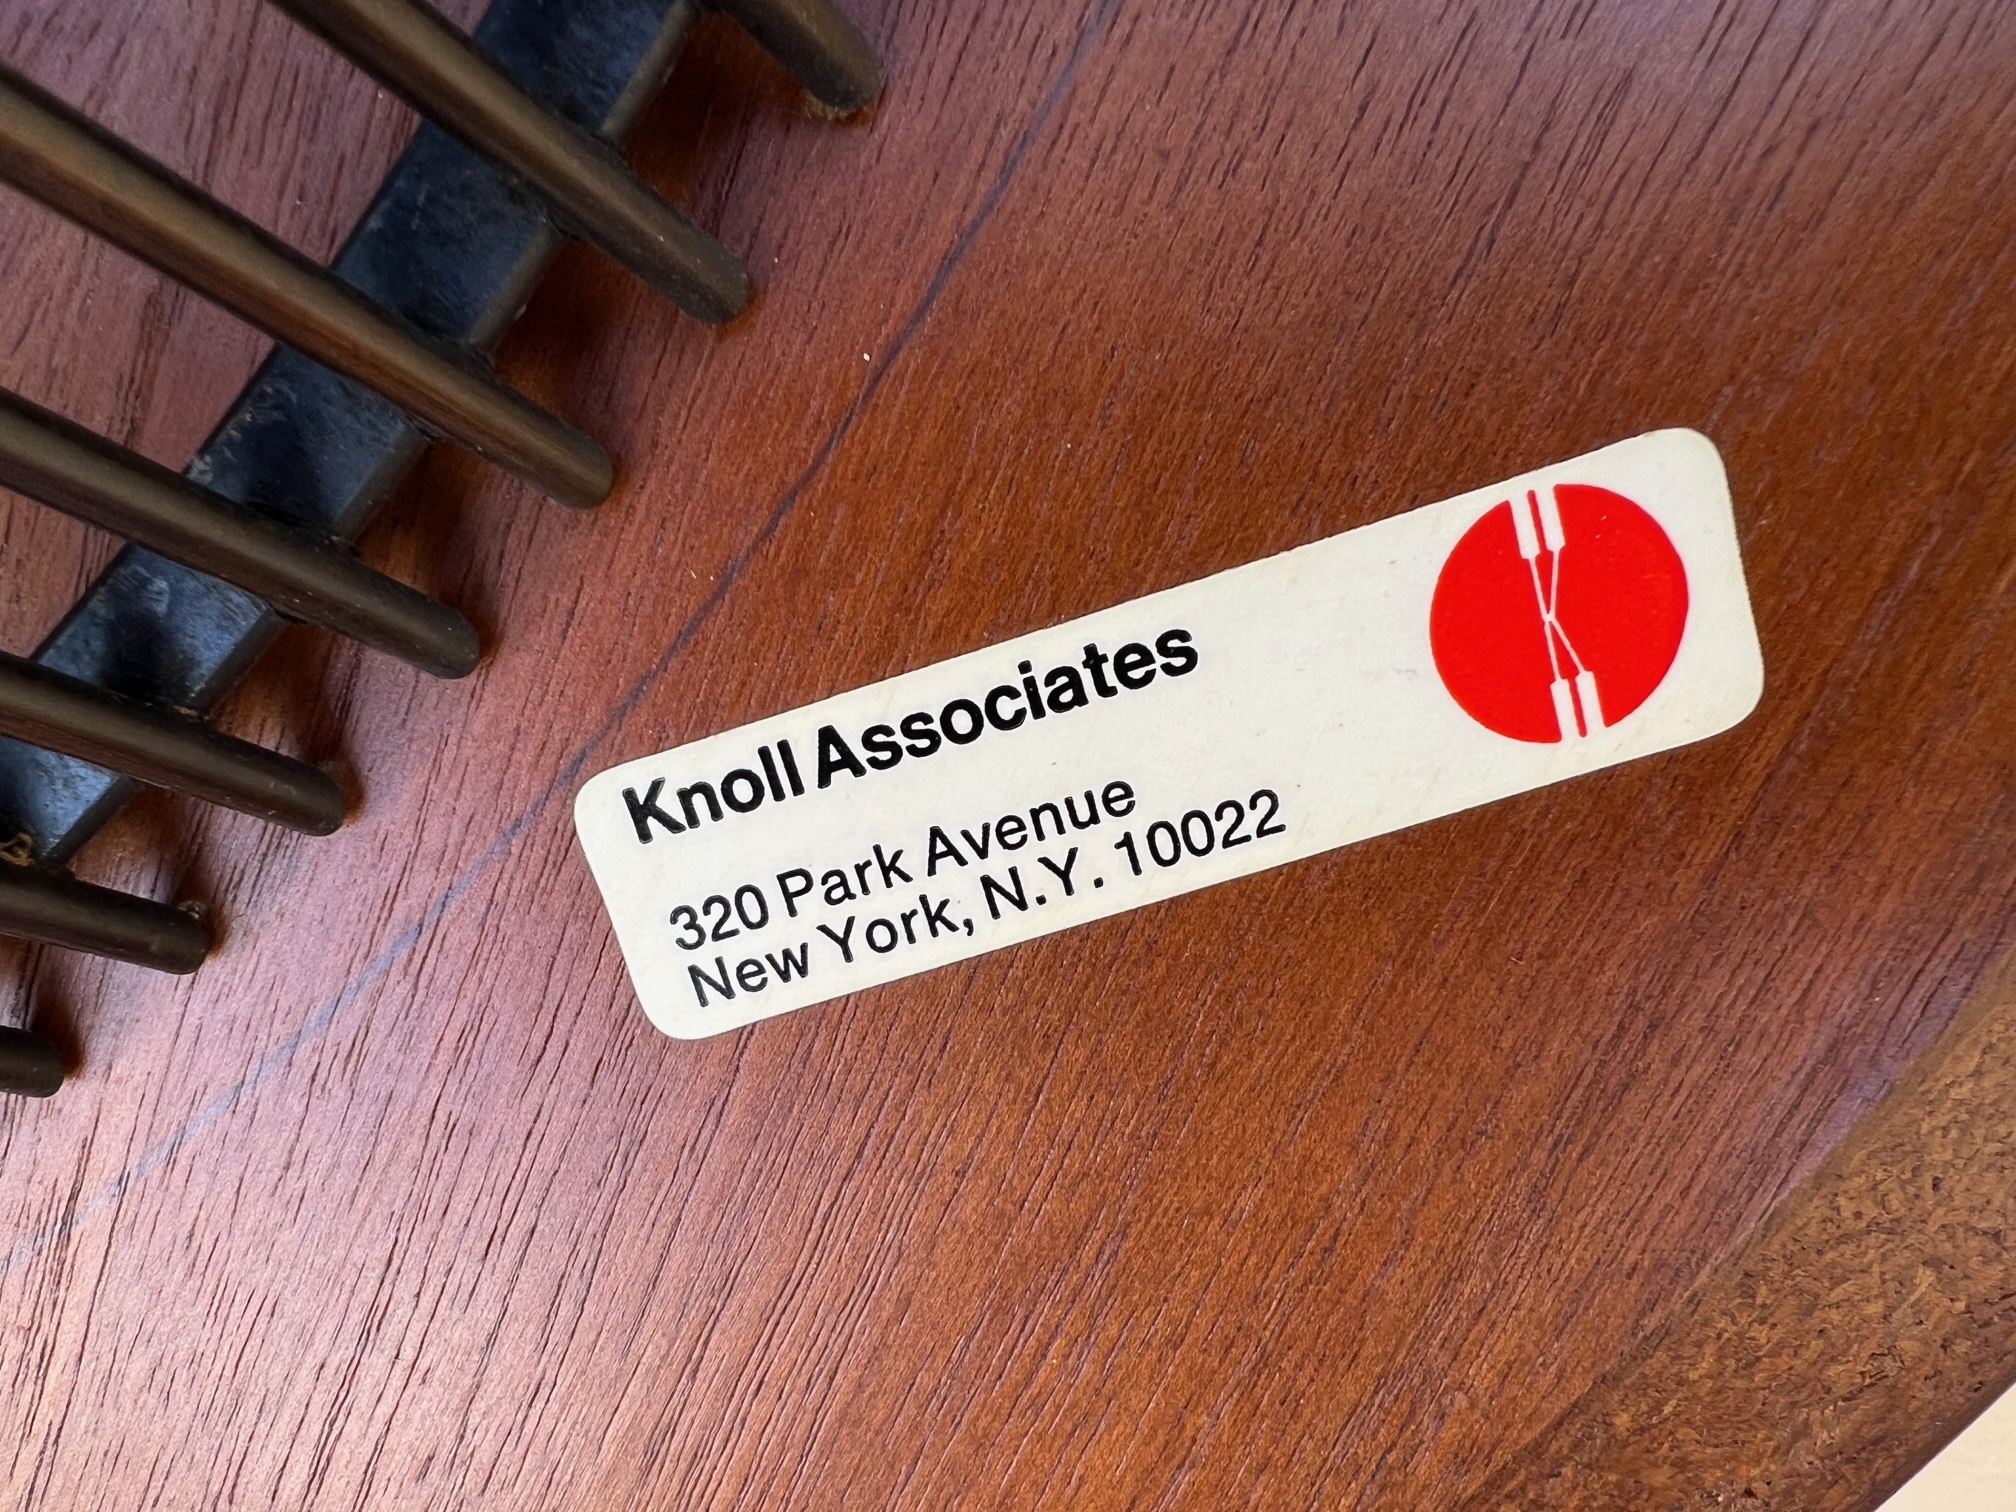 Knoll Associates
320 Park Avenue
New York, N.Y. 10022